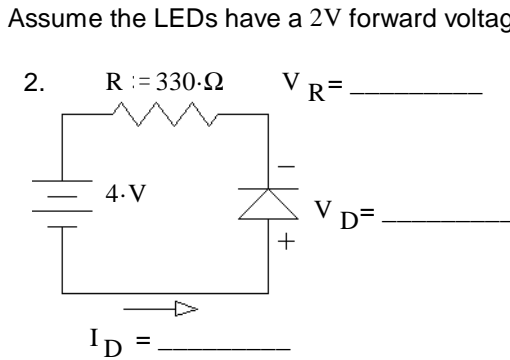 Assume the LEDs have a 2V forward voltag
2. R := 330·Ω V R = _________
4·V
−
V D = _________
+
I D = _________